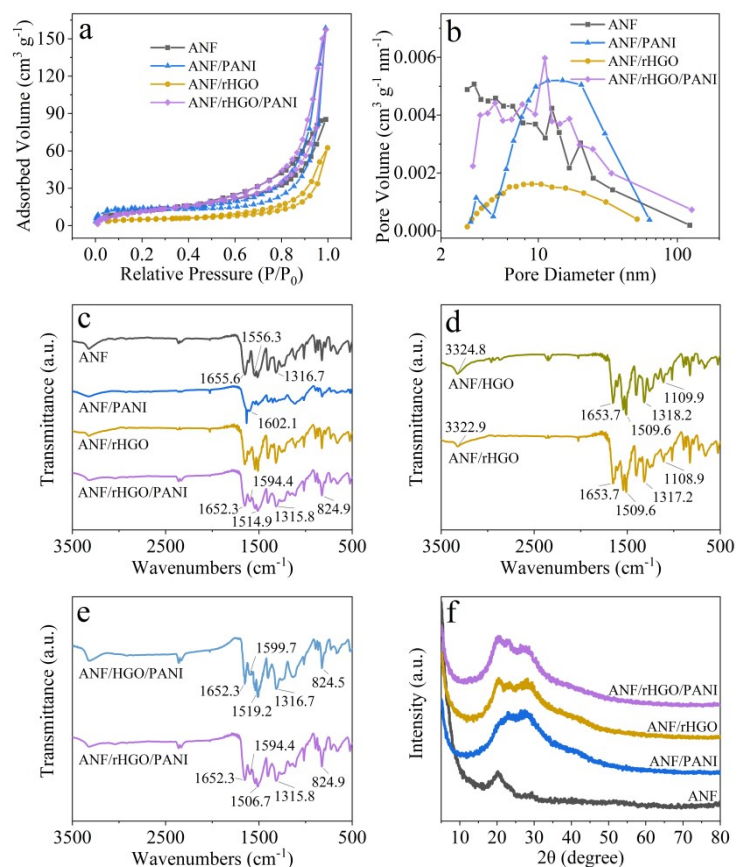 a
Adsorbed Volume (cm³ g⁻¹)
150
120
90
60
30
0
ANF
ANF/PANI
ANF/rHGO
ANF/rHGO/PANI
0.0 0.2 0.4 0.6 0.8 1.0
Relative Pressure (P/P₀)
b
Pore Volume (cm³ g⁻¹ nm⁻¹)
0.006
0.004
0.002
0.000
ANF
ANF/PANI
ANF/rHGO
ANF/rHGO/PANI
2 10 100
Pore Diameter (nm)
c
Transmittance (a.u.)
1556.3
ANF
1655.6
1316.7
ANF/PANI
1602.1
ANF/rHGO
1594.4
ANF/rHGO/PANI
1652.3
1514.9
1315.8
824.9
3500 2500 1500 500
Wavenumbers (cm⁻¹)
d
Transmittance (a.u.)
3324.8
ANF/HGO
1109.9
1653.7
1318.2
1509.6
3322.9
ANF/rHGO
1108.9
1653.7
1317.2
1509.6
3500 2500 1500 500
Wavenumbers (cm⁻¹)
e
Transmittance (a.u.)
1599.7
ANF/HGO/PANI
1652.3
824.5
1519.2
1316.7
1594.4
ANF/rHGO/PANI
1652.3
824.9
1506.7
1315.8
3500 2500 1500 500
Wavenumbers (cm⁻¹)
f
Intensity (a.u.)
ANF/rHGO/PANI
ANF/rHGO
ANF/PANI
ANF
10 20 30 40 50 60 70 80
2θ (degree)